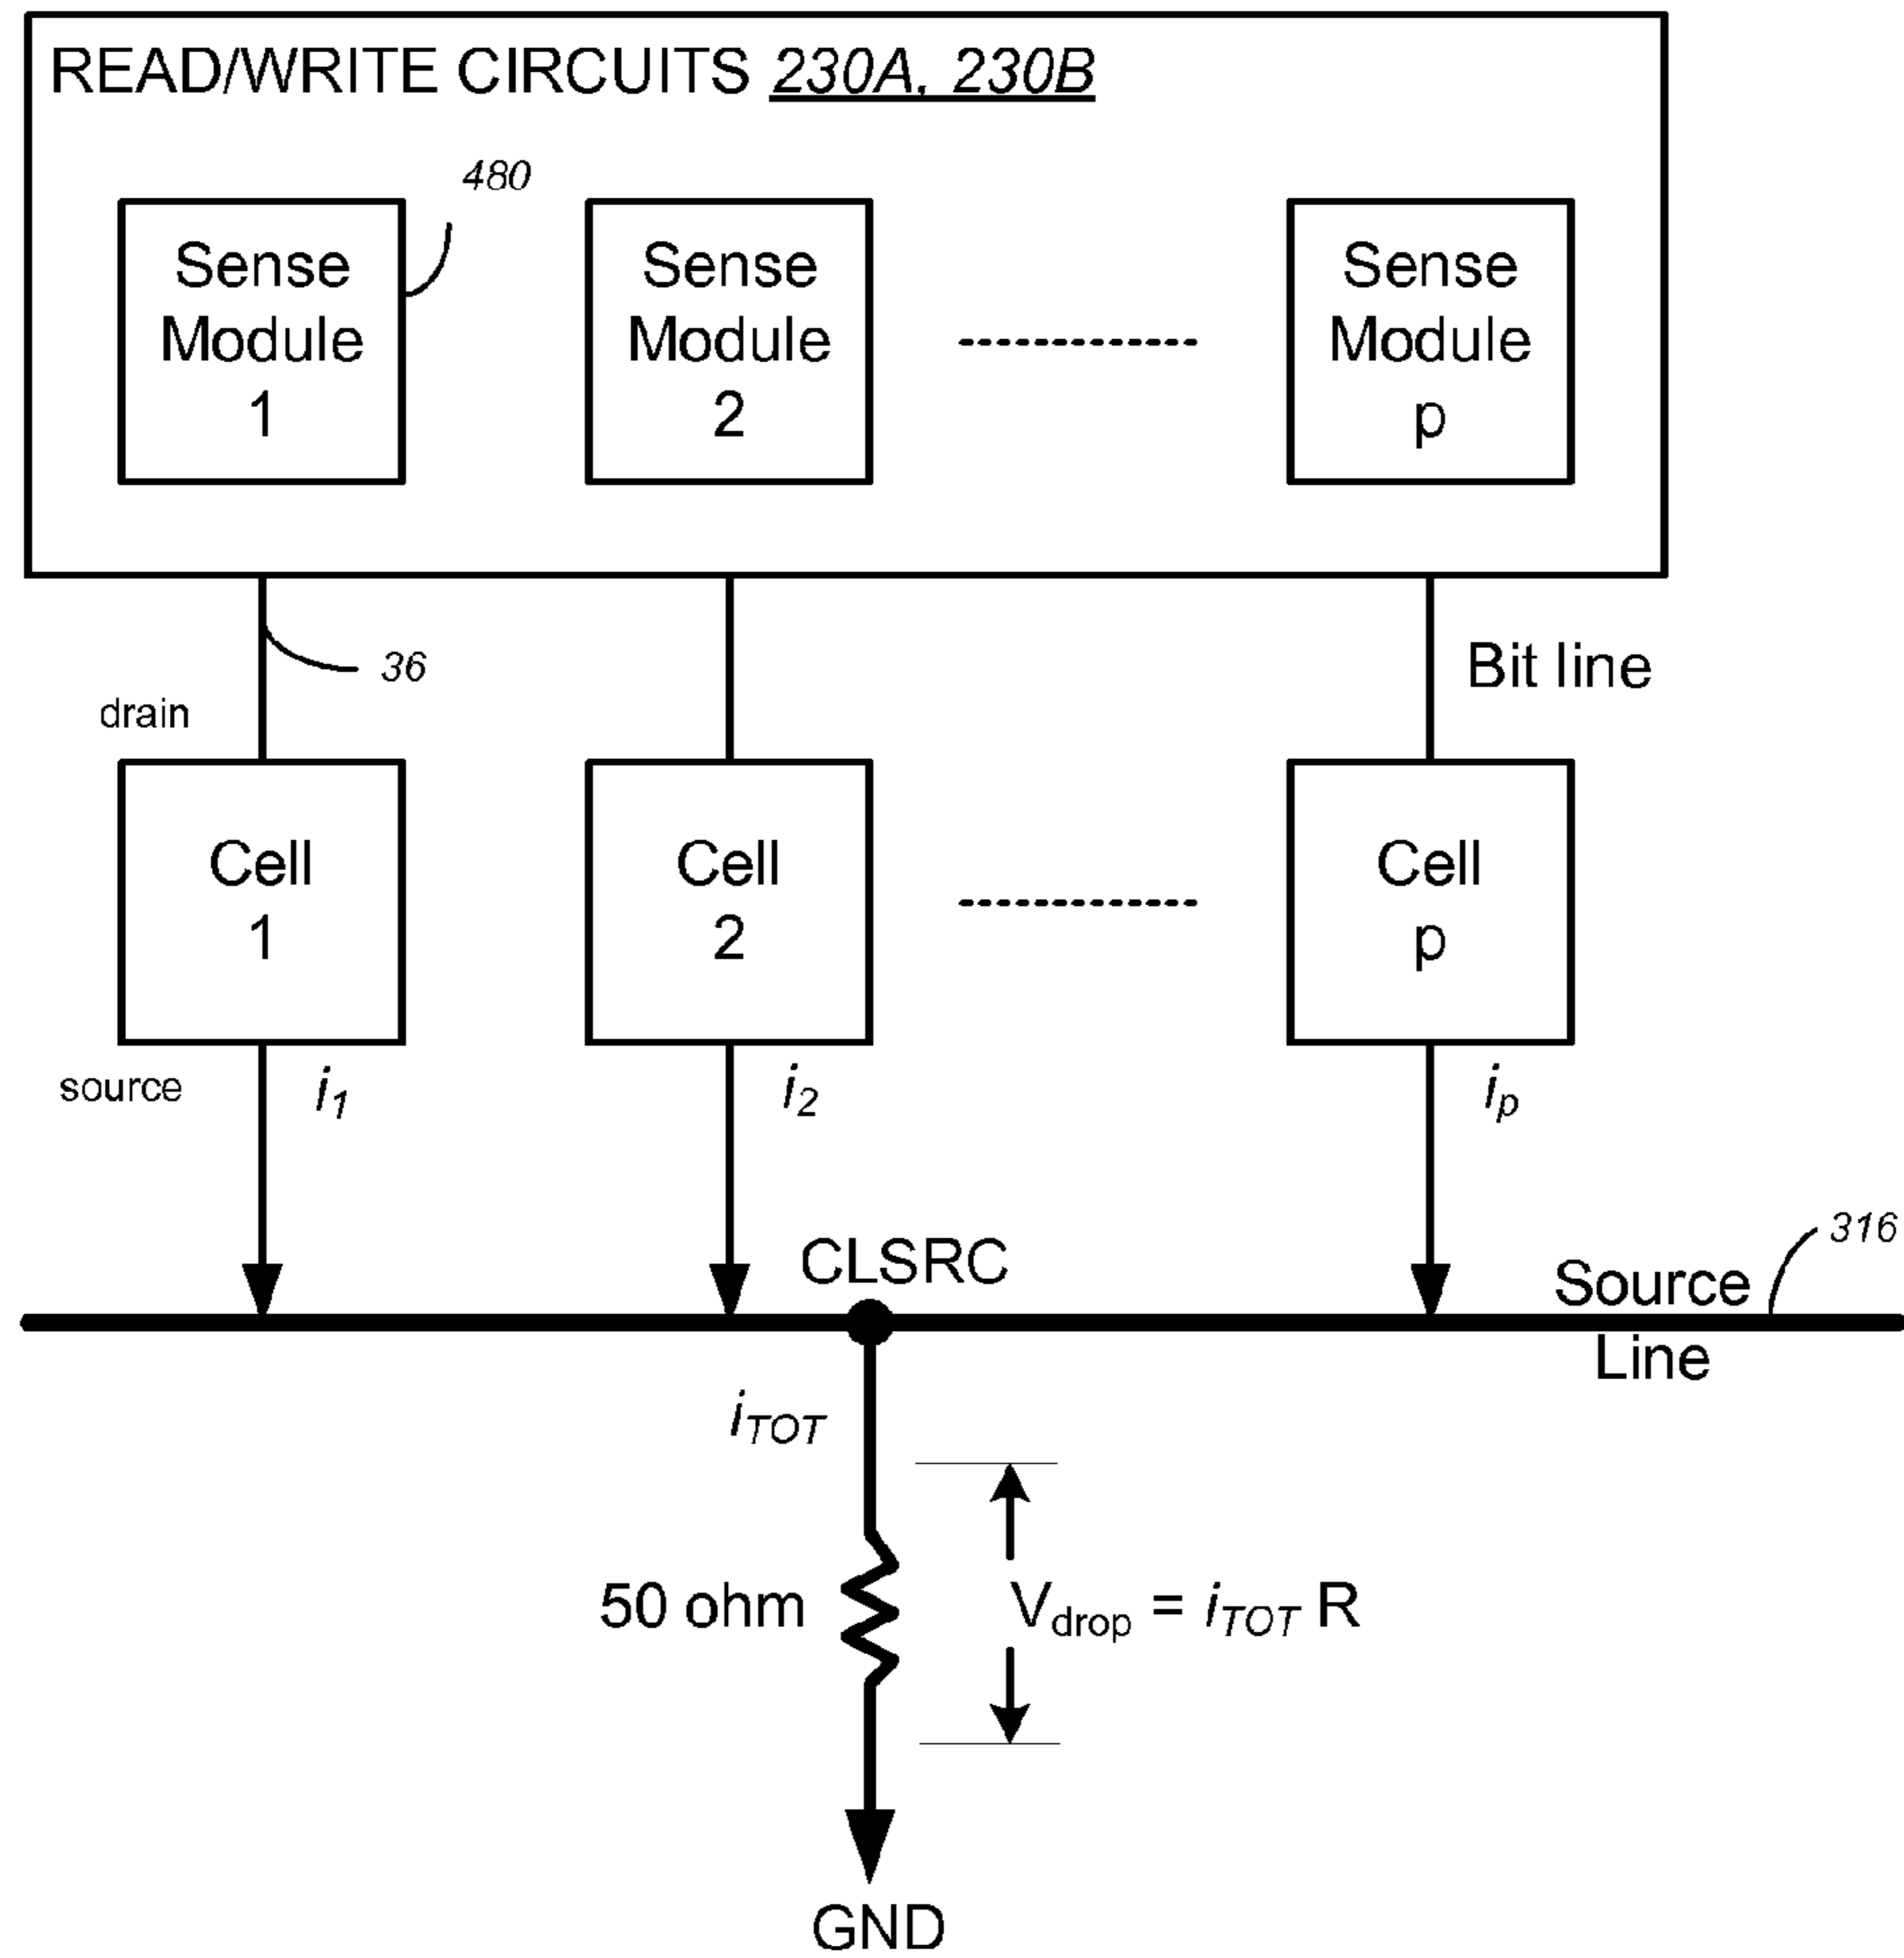 READ/WRITE CIRCUITS 230A, 230B
480
Sense
Module
1
Sense
Module
2
Sense
Module
p
36
Bit line
drain
Cell
1
Cell
2
Cell
p
source
i1
i2
ip
CLSRC
316
Source
Line
iTOT
50 ohm
Vdrop = iTOT R
GND